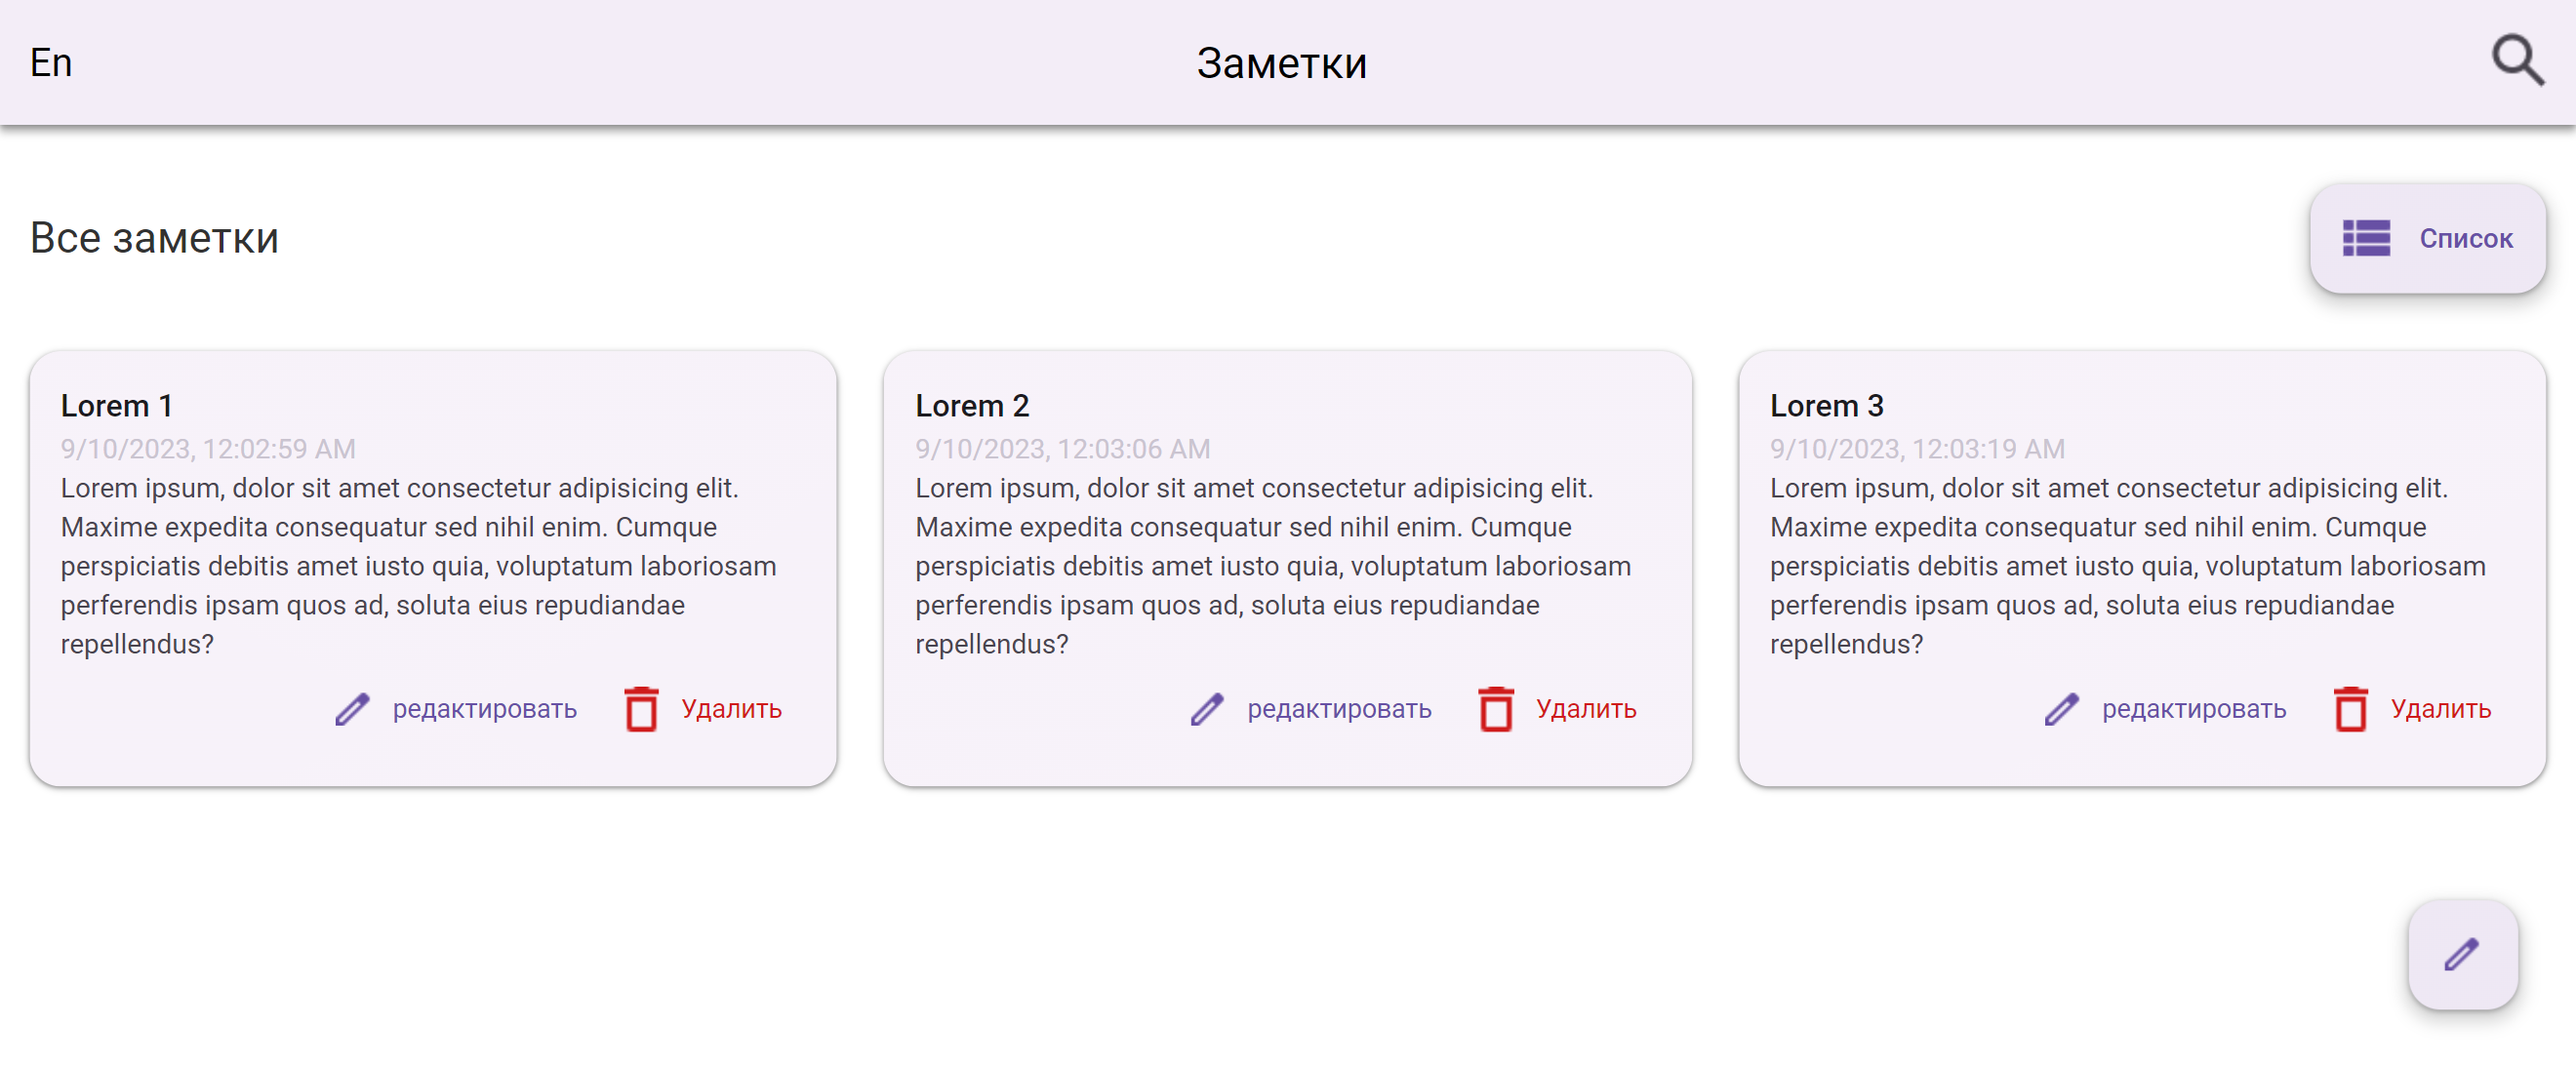 En
Заметки
Все заметки
Список
Lorem 1
9/10/2023, 12:02:59 AM
Lorem ipsum, dolor sit amet consectetur adipisicing elit.
Maxime expedita consequatur sed nihil enim. Cumque
perspiciatis debitis amet iusto quia, voluptatum laboriosam
perferendis ipsam quos ad, soluta eius repudiandae
repellendus?
редактировать
Удалить
Lorem 2
9/10/2023, 12:03:06 AM
Lorem ipsum, dolor sit amet consectetur adipisicing elit.
Maxime expedita consequatur sed nihil enim. Cumque
perspiciatis debitis amet iusto quia, voluptatum laboriosam
perferendis ipsam quos ad, soluta eius repudiandae
repellendus?
редактировать
Удалить
Lorem 3
9/10/2023, 12:03:19 AM
Lorem ipsum, dolor sit amet consectetur adipisicing elit.
Maxime expedita consequatur sed nihil enim. Cumque
perspiciatis debitis amet iusto quia, voluptatum laboriosam
perferendis ipsam quos ad, soluta eius repudiandae
repellendus?
редактировать
Удалить